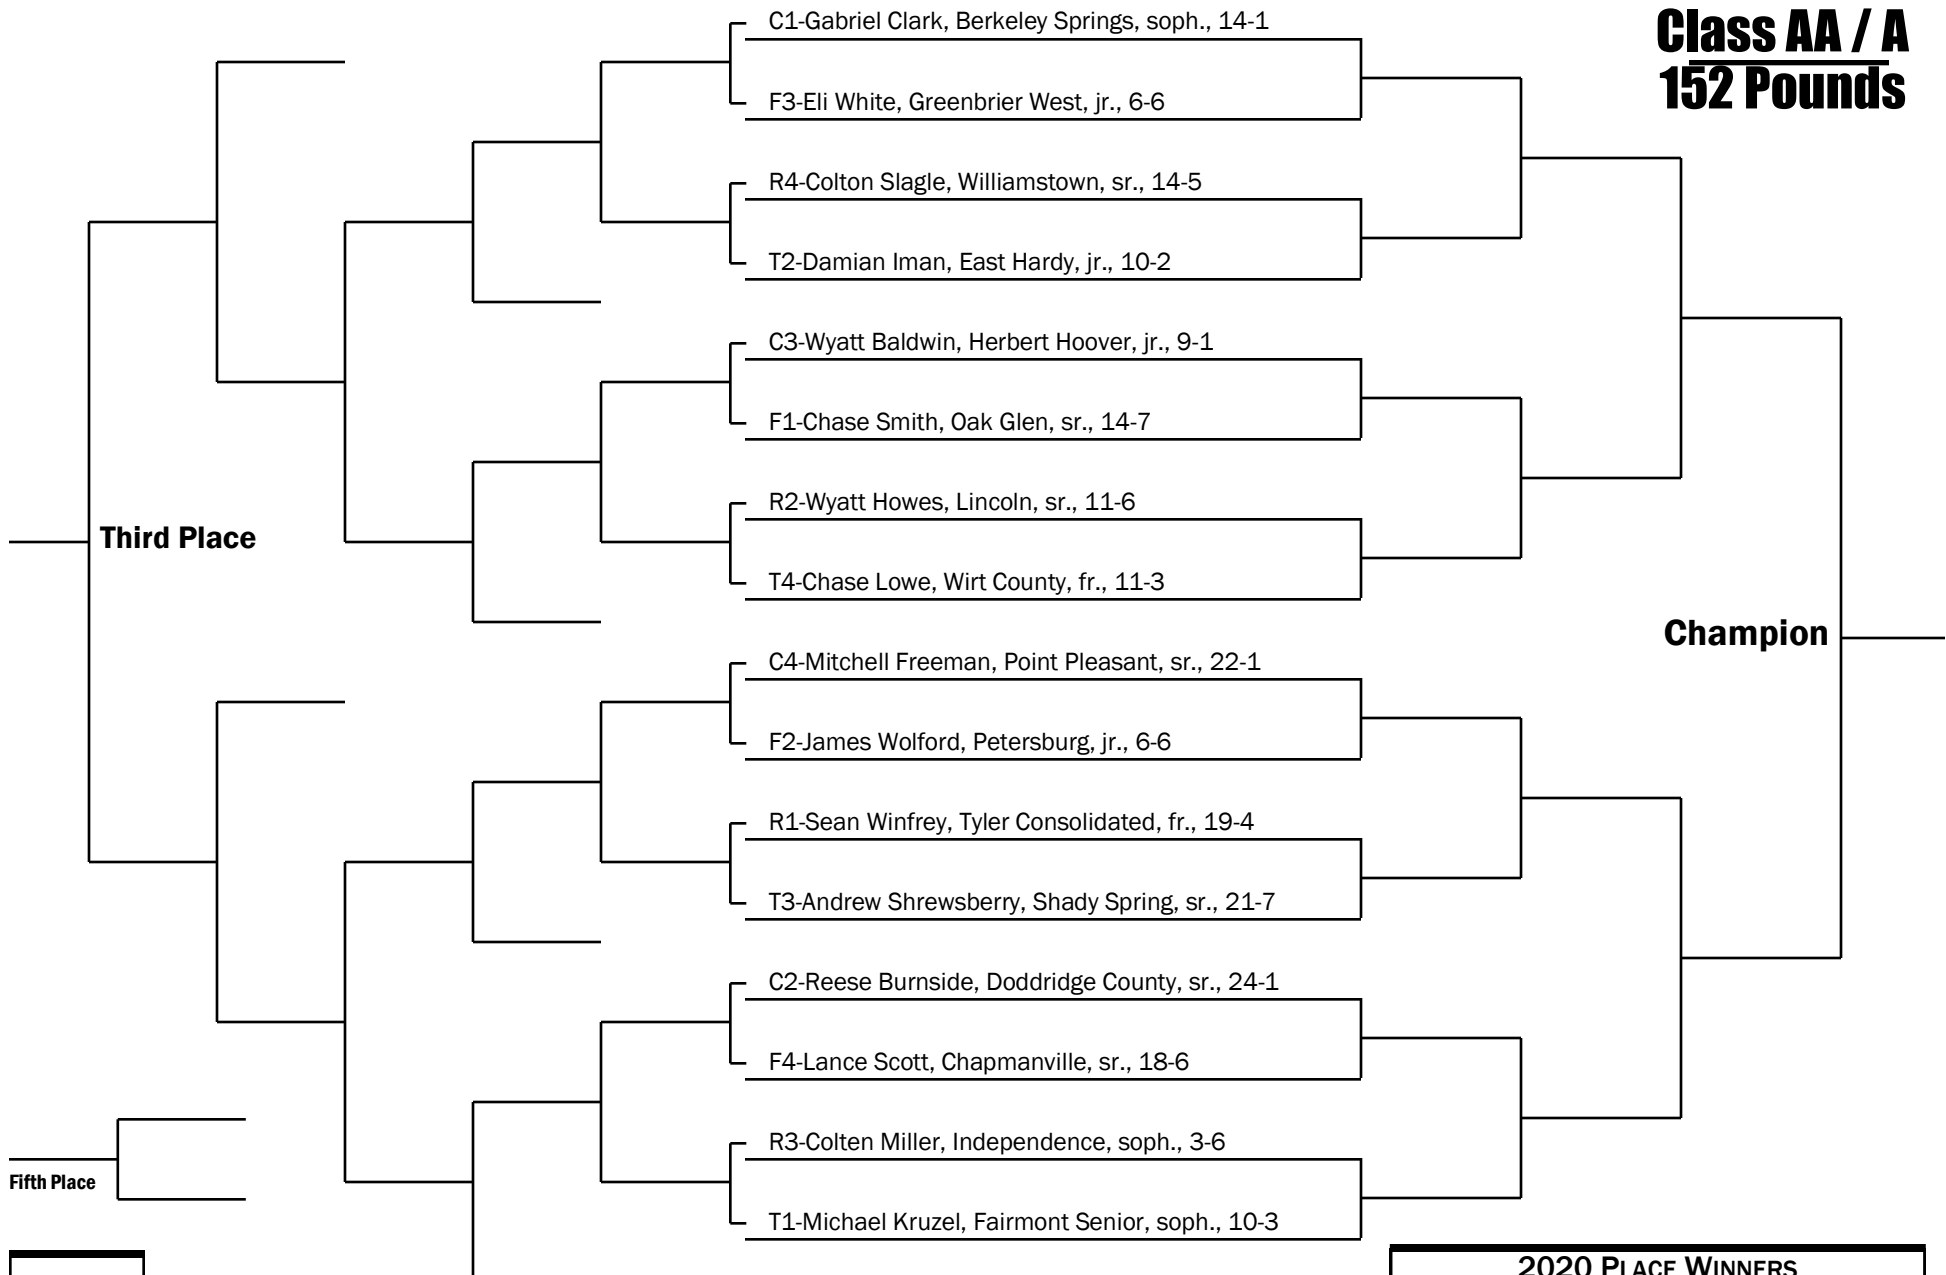 Class AA / A
152 Pounds
C1-Gabriel Clark, Berkeley Springs, soph., 14-1
F3-Eli White, Greenbrier West, jr., 6-6
R4-Colton Slagle, Williamstown, sr., 14-5
T2-Damian Iman, East Hardy, jr., 10-2
C3-Wyatt Baldwin, Herbert Hoover, jr., 9-1
F1-Chase Smith, Oak Glen, sr., 14-7
R2-Wyatt Howes, Lincoln, sr., 11-6
Third Place
T4-Chase Lowe, Wirt County, fr., 11-3
Champion
C4-Mitchell Freeman, Point Pleasant, sr., 22-1
F2-James Wolford, Petersburg, jr., 6-6
R1-Sean Winfrey, Tyler Consolidated, fr., 19-4
T3-Andrew Shrewsberry, Shady Spring, sr., 21-7
C2-Reese Burnside, Doddridge County, sr., 24-1
F4-Lance Scott, Chapmanville, sr., 18-6
R3-Colten Miller, Independence, soph., 3-6
Fifth Place
T1-Michael Kruzel, Fairmont Senior, soph., 10-3
2020 PLACE WINNERS